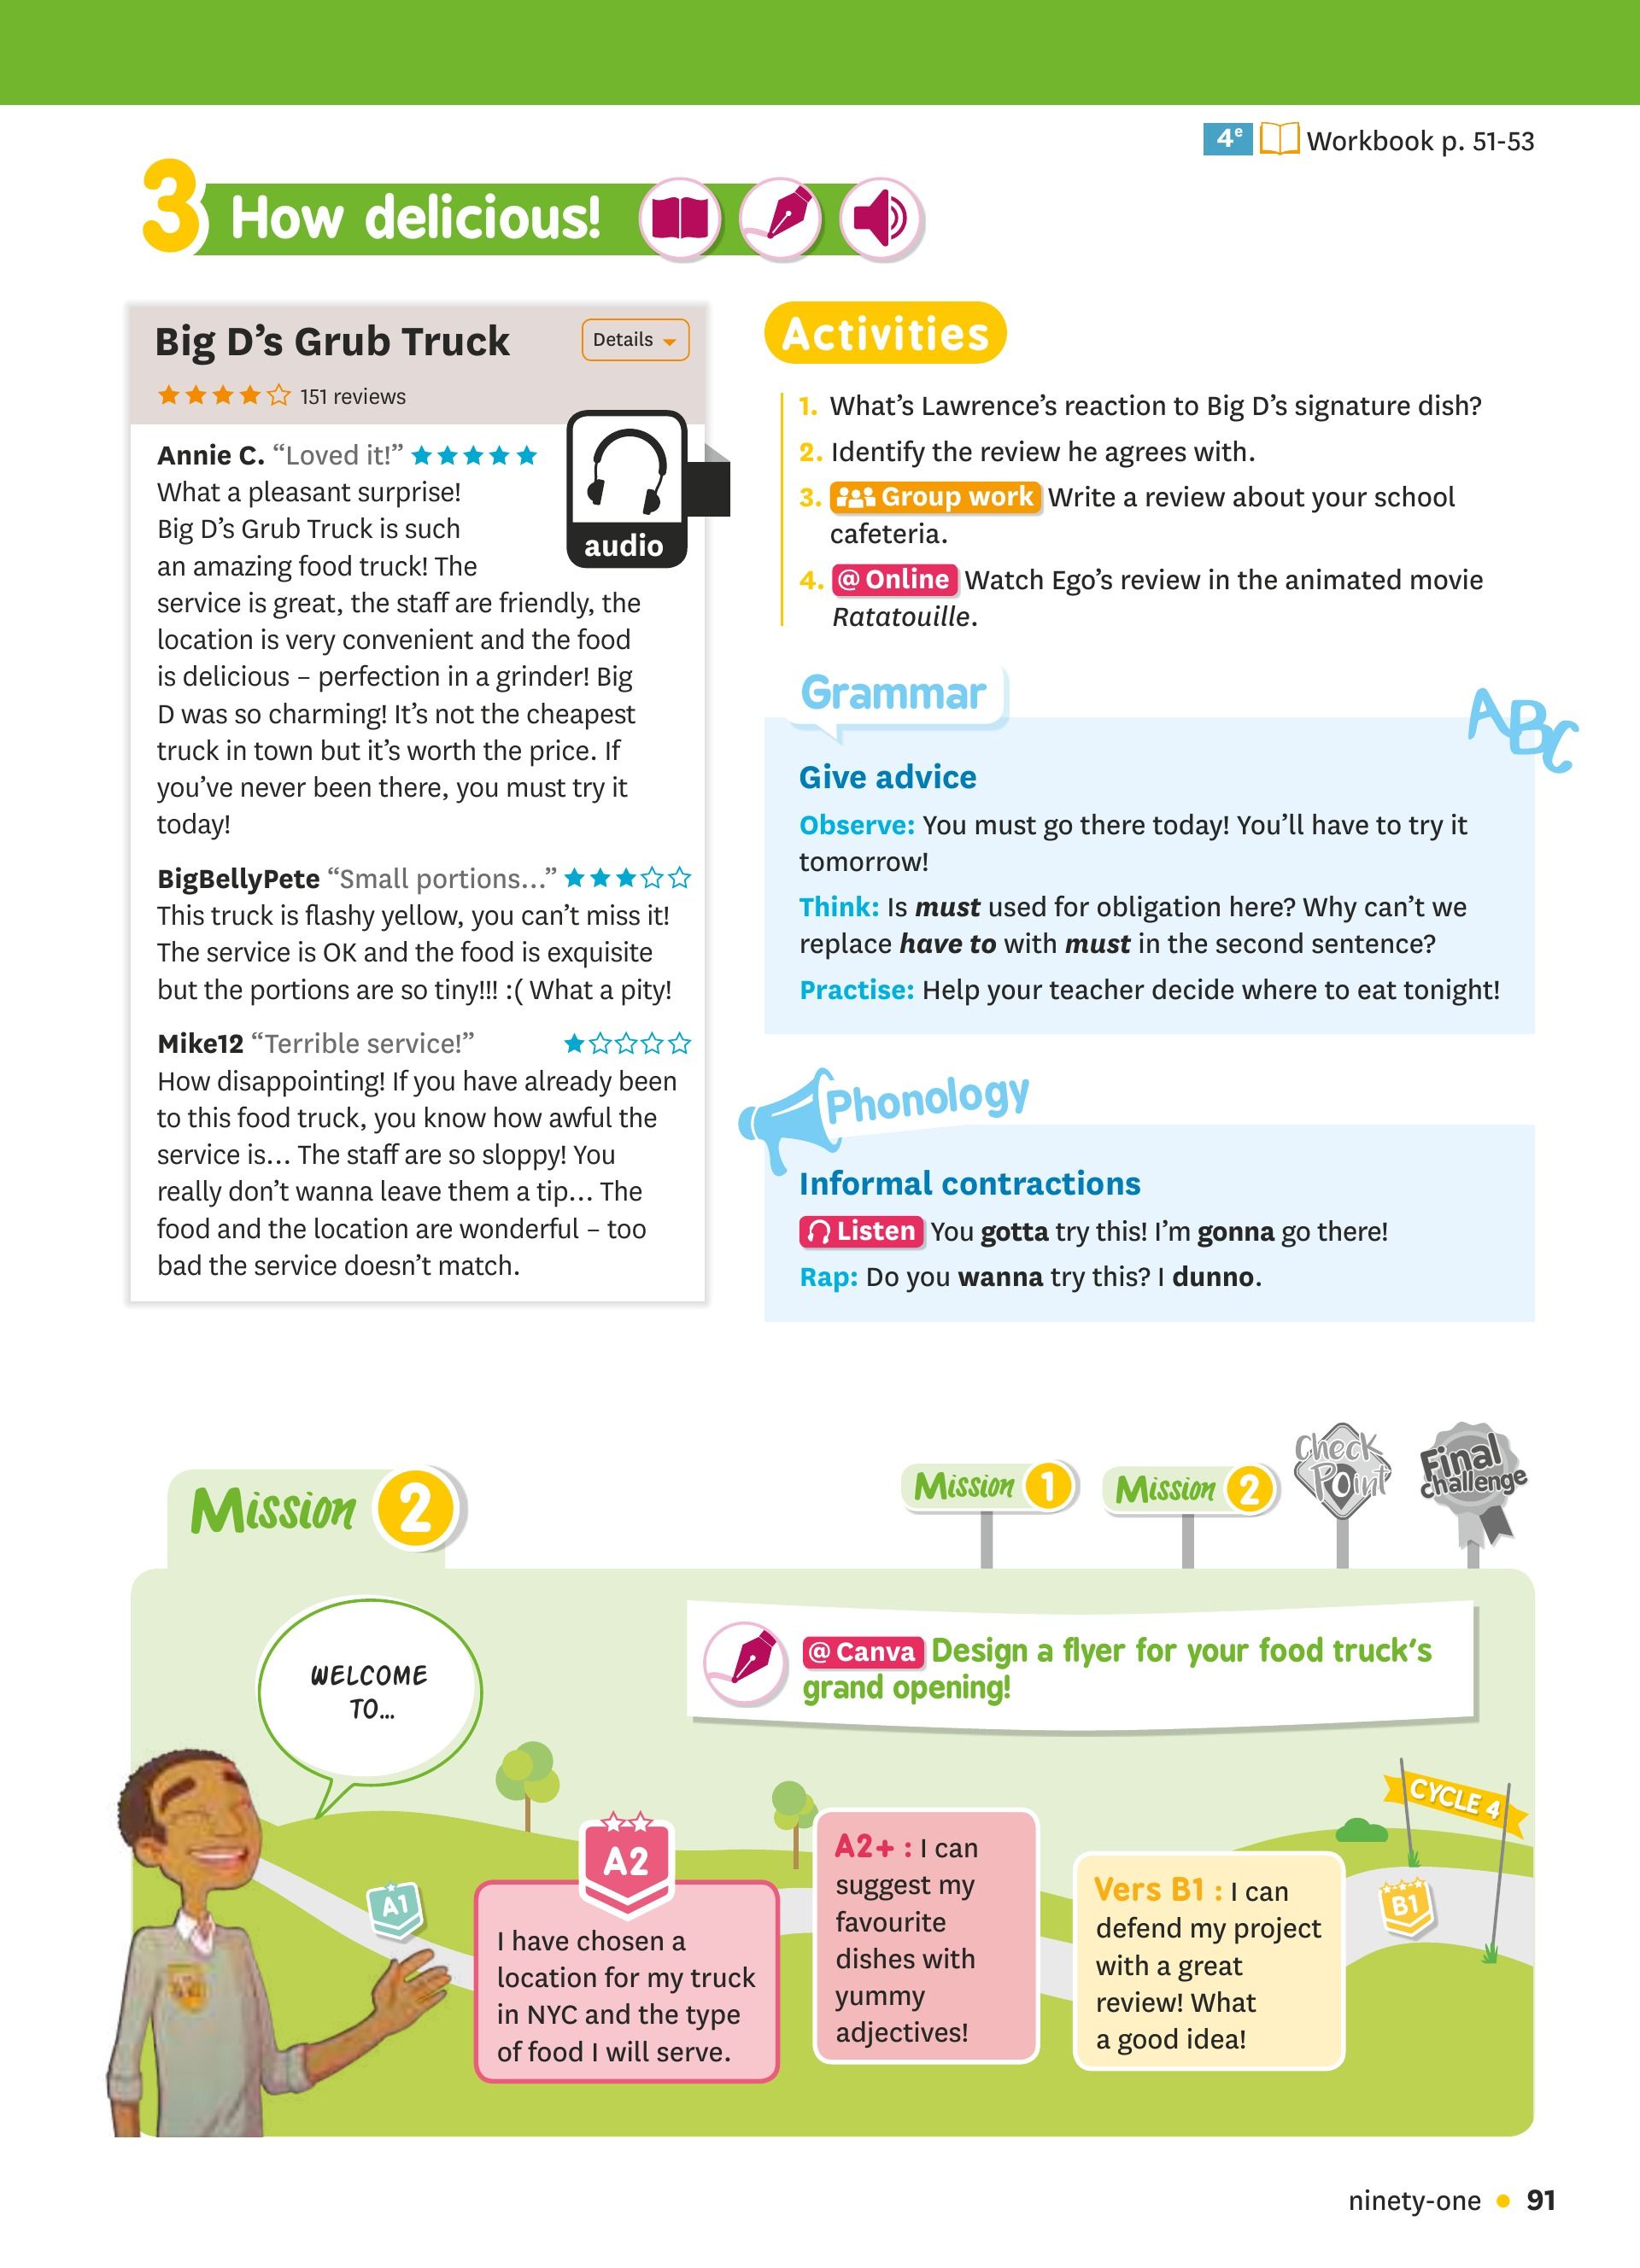 4e Workbook p. 51-53
3 How delicious!
Big D's Grub Truck
Details
151 reviews
Annie C. “Loved it!”
What a pleasant surprise!
Big D's Grub Truck is such
an amazing food truck! The
service is great, the staff are friendly, the
location is very convenient and the food
is delicious – perfection in a grinder! Big
D was so charming! It's not the cheapest
truck in town but it's worth the price. If
you've never been there, you must try it
today!
audio
BigBellyPete “Small portions...”
This truck is flashy yellow, you can't miss it!
The service is OK and the food is exquisite
but the portions are so tiny!!! :( What a pity!
Mike12 “Terrible service!”
How disappointing! If you have already been
to this food truck, you know how awful the
service is... The staff are so sloppy! You
really don't wanna leave them a tip... The
food and the location are wonderful – too
bad the service doesn't match.
Activities
1. What's Lawrence's reaction to Big D's signature dish?
2. Identify the review he agrees with.
3. Group work Write a review about your school
cafeteria.
4. @ Online Watch Ego's review in the animated movie
Ratatouille.
Grammar
ABC
Give advice
Observe: You must go there today! You'll have to try it
tomorrow!
Think: Is must used for obligation here? Why can't we
replace have to with must in the second sentence?
Practise: Help your teacher decide where to eat tonight!
Phonology
Informal contractions
Listen You gotta try this! I'm gonna go there!
Rap: Do you wanna try this? I dunno.
Mission 2
Mission 1
Mission 2
Check
Point
Final
challenge
WELCOME
TO...
@ Canva Design a flyer for your food truck's
grand opening!
CYCLE 4
A1
A2
I have chosen a
location for my truck
in NYC and the type
of food I will serve.
A2+ : I can
suggest my
favourite
dishes with
yummy
adjectives!
Vers B1 : I can
defend my project
with a great
review! What
a good idea!
B1
ninety-one • 91